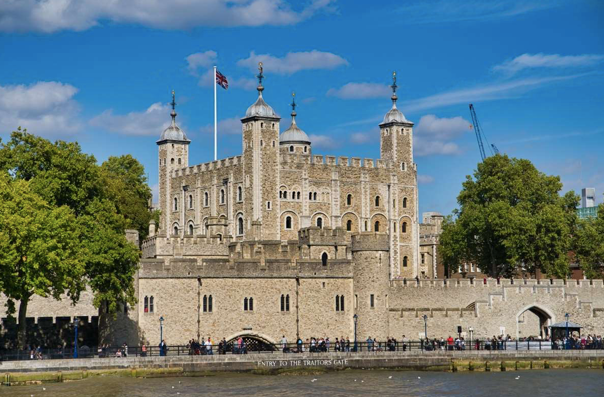 ENTRY TO THE TRAITORS GATE